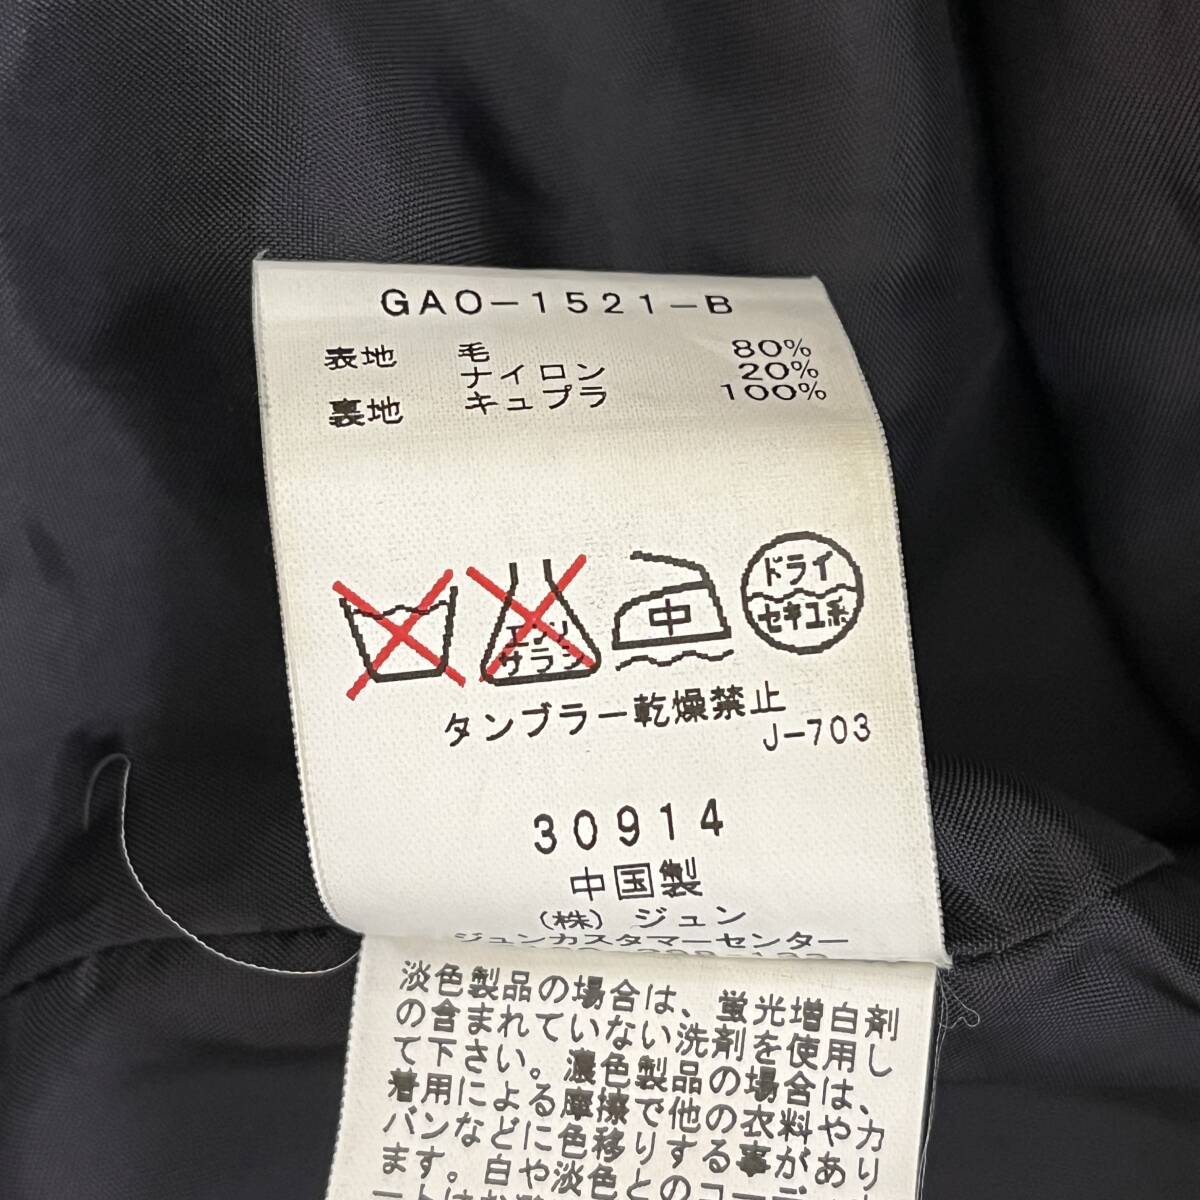 GAO-1521-B
表地 毛 80%
ナイロン 20%
裏地 キュプラ 100%
エンソ
サラシ
中
ドライ
セキユ系
タンブラー乾燥禁止
J-703
30914
中国製
(株)ジュン
ジュンカスタマーセンター
淡色製品の場合は、蛍光増白剤
の含まれていない洗剤を使用し
て下さい。濃色製品の場合は、
着用による摩擦で他の衣料やカ
バンなどに色移りする事があり
ます。白や淡色とのコーディ